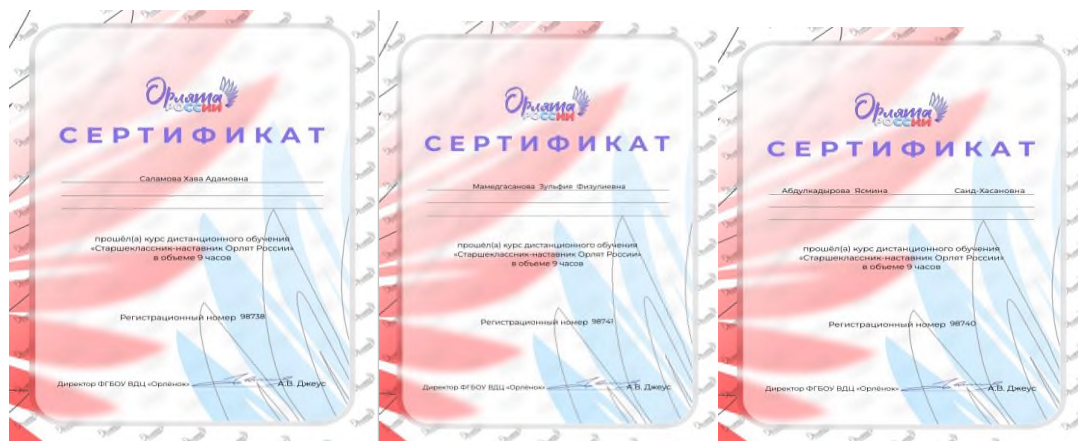 Орлята
РОССИИ
СЕРТИФИКАТ
Саламова Хава Адамовна
прошёл(а) курс дистанционного обучения
«Старшеклассник-наставник Орлят России»
в объеме 9 часов
Регистрационный номер 98738
Директор ФГБОУ ВДЦ «Орлёнок» А.В. Джеус
Орлята
РОССИИ
СЕРТИФИКАТ
Мамедгасанова Зульфия Физулиевна
прошёл(а) курс дистанционного обучения
«Старшеклассник-наставник Орлят России»
в объеме 9 часов
Регистрационный номер 98741
Директор ФГБОУ ВДЦ «Орлёнок» А.В. Джеус
Орлята
РОССИИ
СЕРТИФИКАТ
Абдулкадырова Ясмина Саид-Хасановна
прошёл(а) курс дистанционного обучения
«Старшеклассник-наставник Орлят России»
в объеме 9 часов
Регистрационный номер 98740
Директор ФГБОУ ВДЦ «Орлёнок» А.В. Джеус